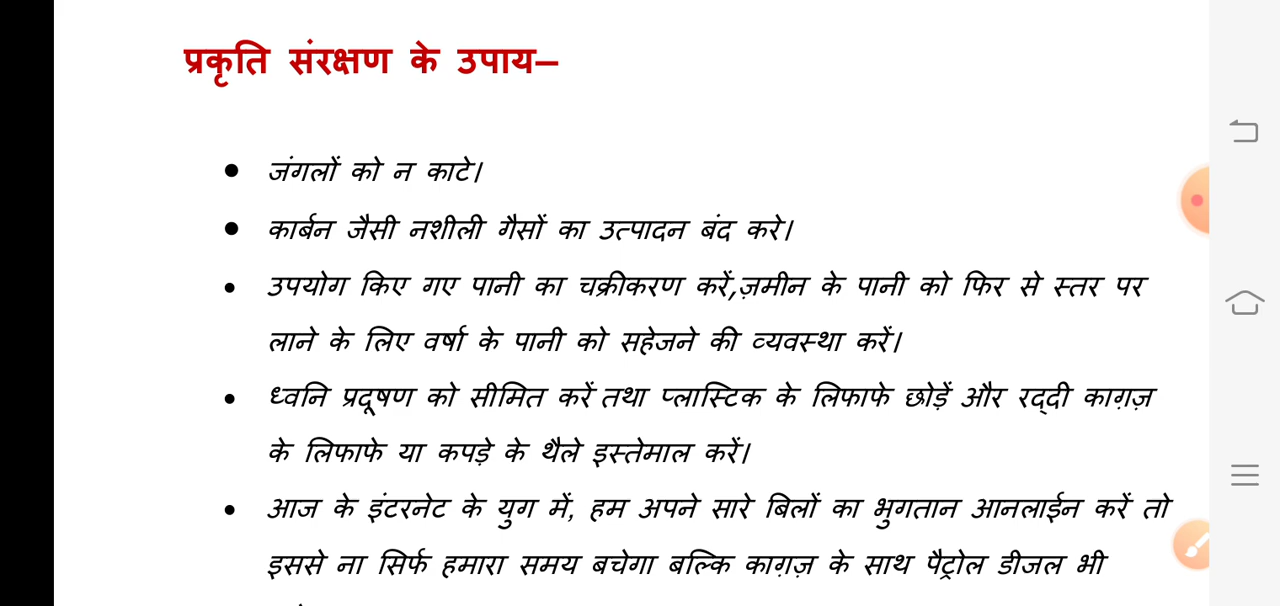 प्रकृति संरक्षण के उपाय–
● जंगलों को न काटे।
● कार्बन जैसी नशीली गैसों का उत्पादन बंद करे।
• उपयोग किए गए पानी का चक्रीकरण करें,ज़मीन के पानी को फिर से स्तर पर
लाने के लिए वर्षा के पानी को सहेजने की व्यवस्था करें।
• ध्वनि प्रदूषण को सीमित करें तथा प्लास्टिक के लिफाफे छोड़ें और रद्दी काग़ज़
के लिफाफे या कपड़े के थैले इस्तेमाल करें।
• आज के इंटरनेट के युग में, हम अपने सारे बिलों का भुगतान आनलाईन करें तो
इससे ना सिर्फ हमारा समय बचेगा बल्कि काग़ज़ के साथ पैट्रोल डीजल भी